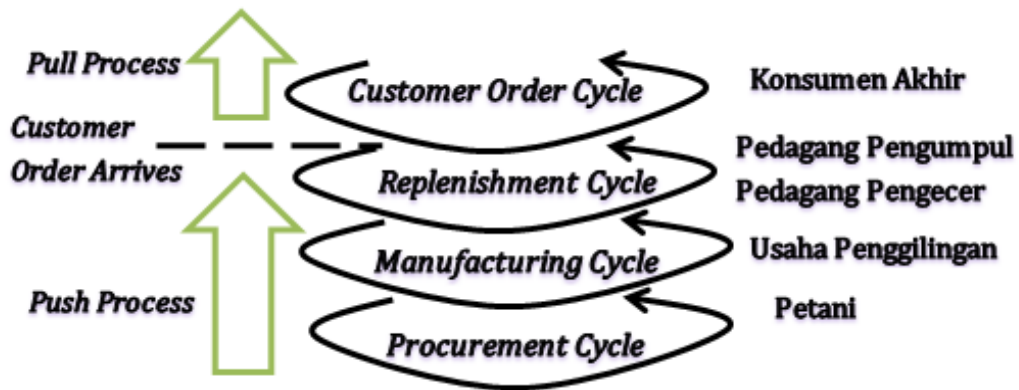 Pull Process
Customer
Order Arrives
Push Process
Customer Order Cycle
Replenishment Cycle
Manufacturing Cycle
Procurement Cycle
Konsumen Akhir
Pedagang Pengumpul
Pedagang Pengecer
Usaha Penggilingan
Petani